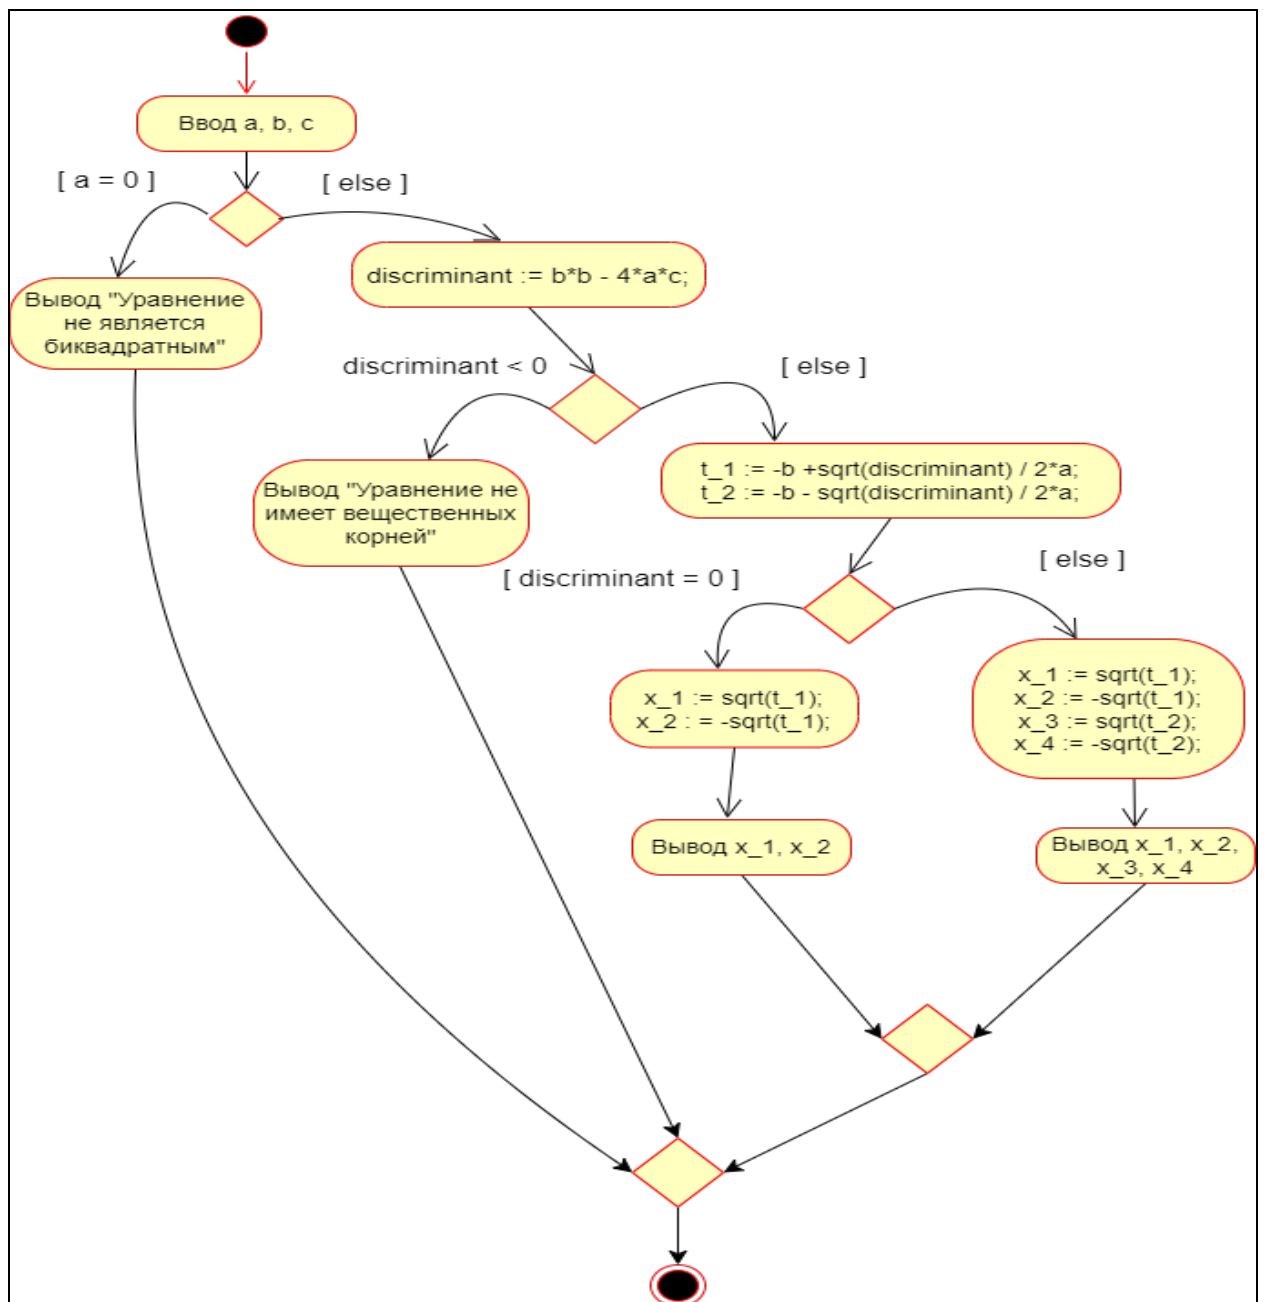 Ввод a, b, c
[ a = 0 ]
[ else ]
discriminant := b*b - 4*a*c;
Вывод "Уравнение
не является
биквадратным"
discriminant < 0
[ else ]
t_1 := -b +sqrt(discriminant) / 2*a;
t_2 := -b - sqrt(discriminant) / 2*a;
Вывод "Уравнение не
имеет вещественных
корней"
[ discriminant = 0 ]
[ else ]
x_1 := sqrt(t_1);
x_2 : = -sqrt(t_1);
x_1 := sqrt(t_1);
x_2 := -sqrt(t_1);
x_3 := sqrt(t_2);
x_4 := -sqrt(t_2);
Вывод x_1, x_2
Вывод x_1, x_2,
x_3, x_4